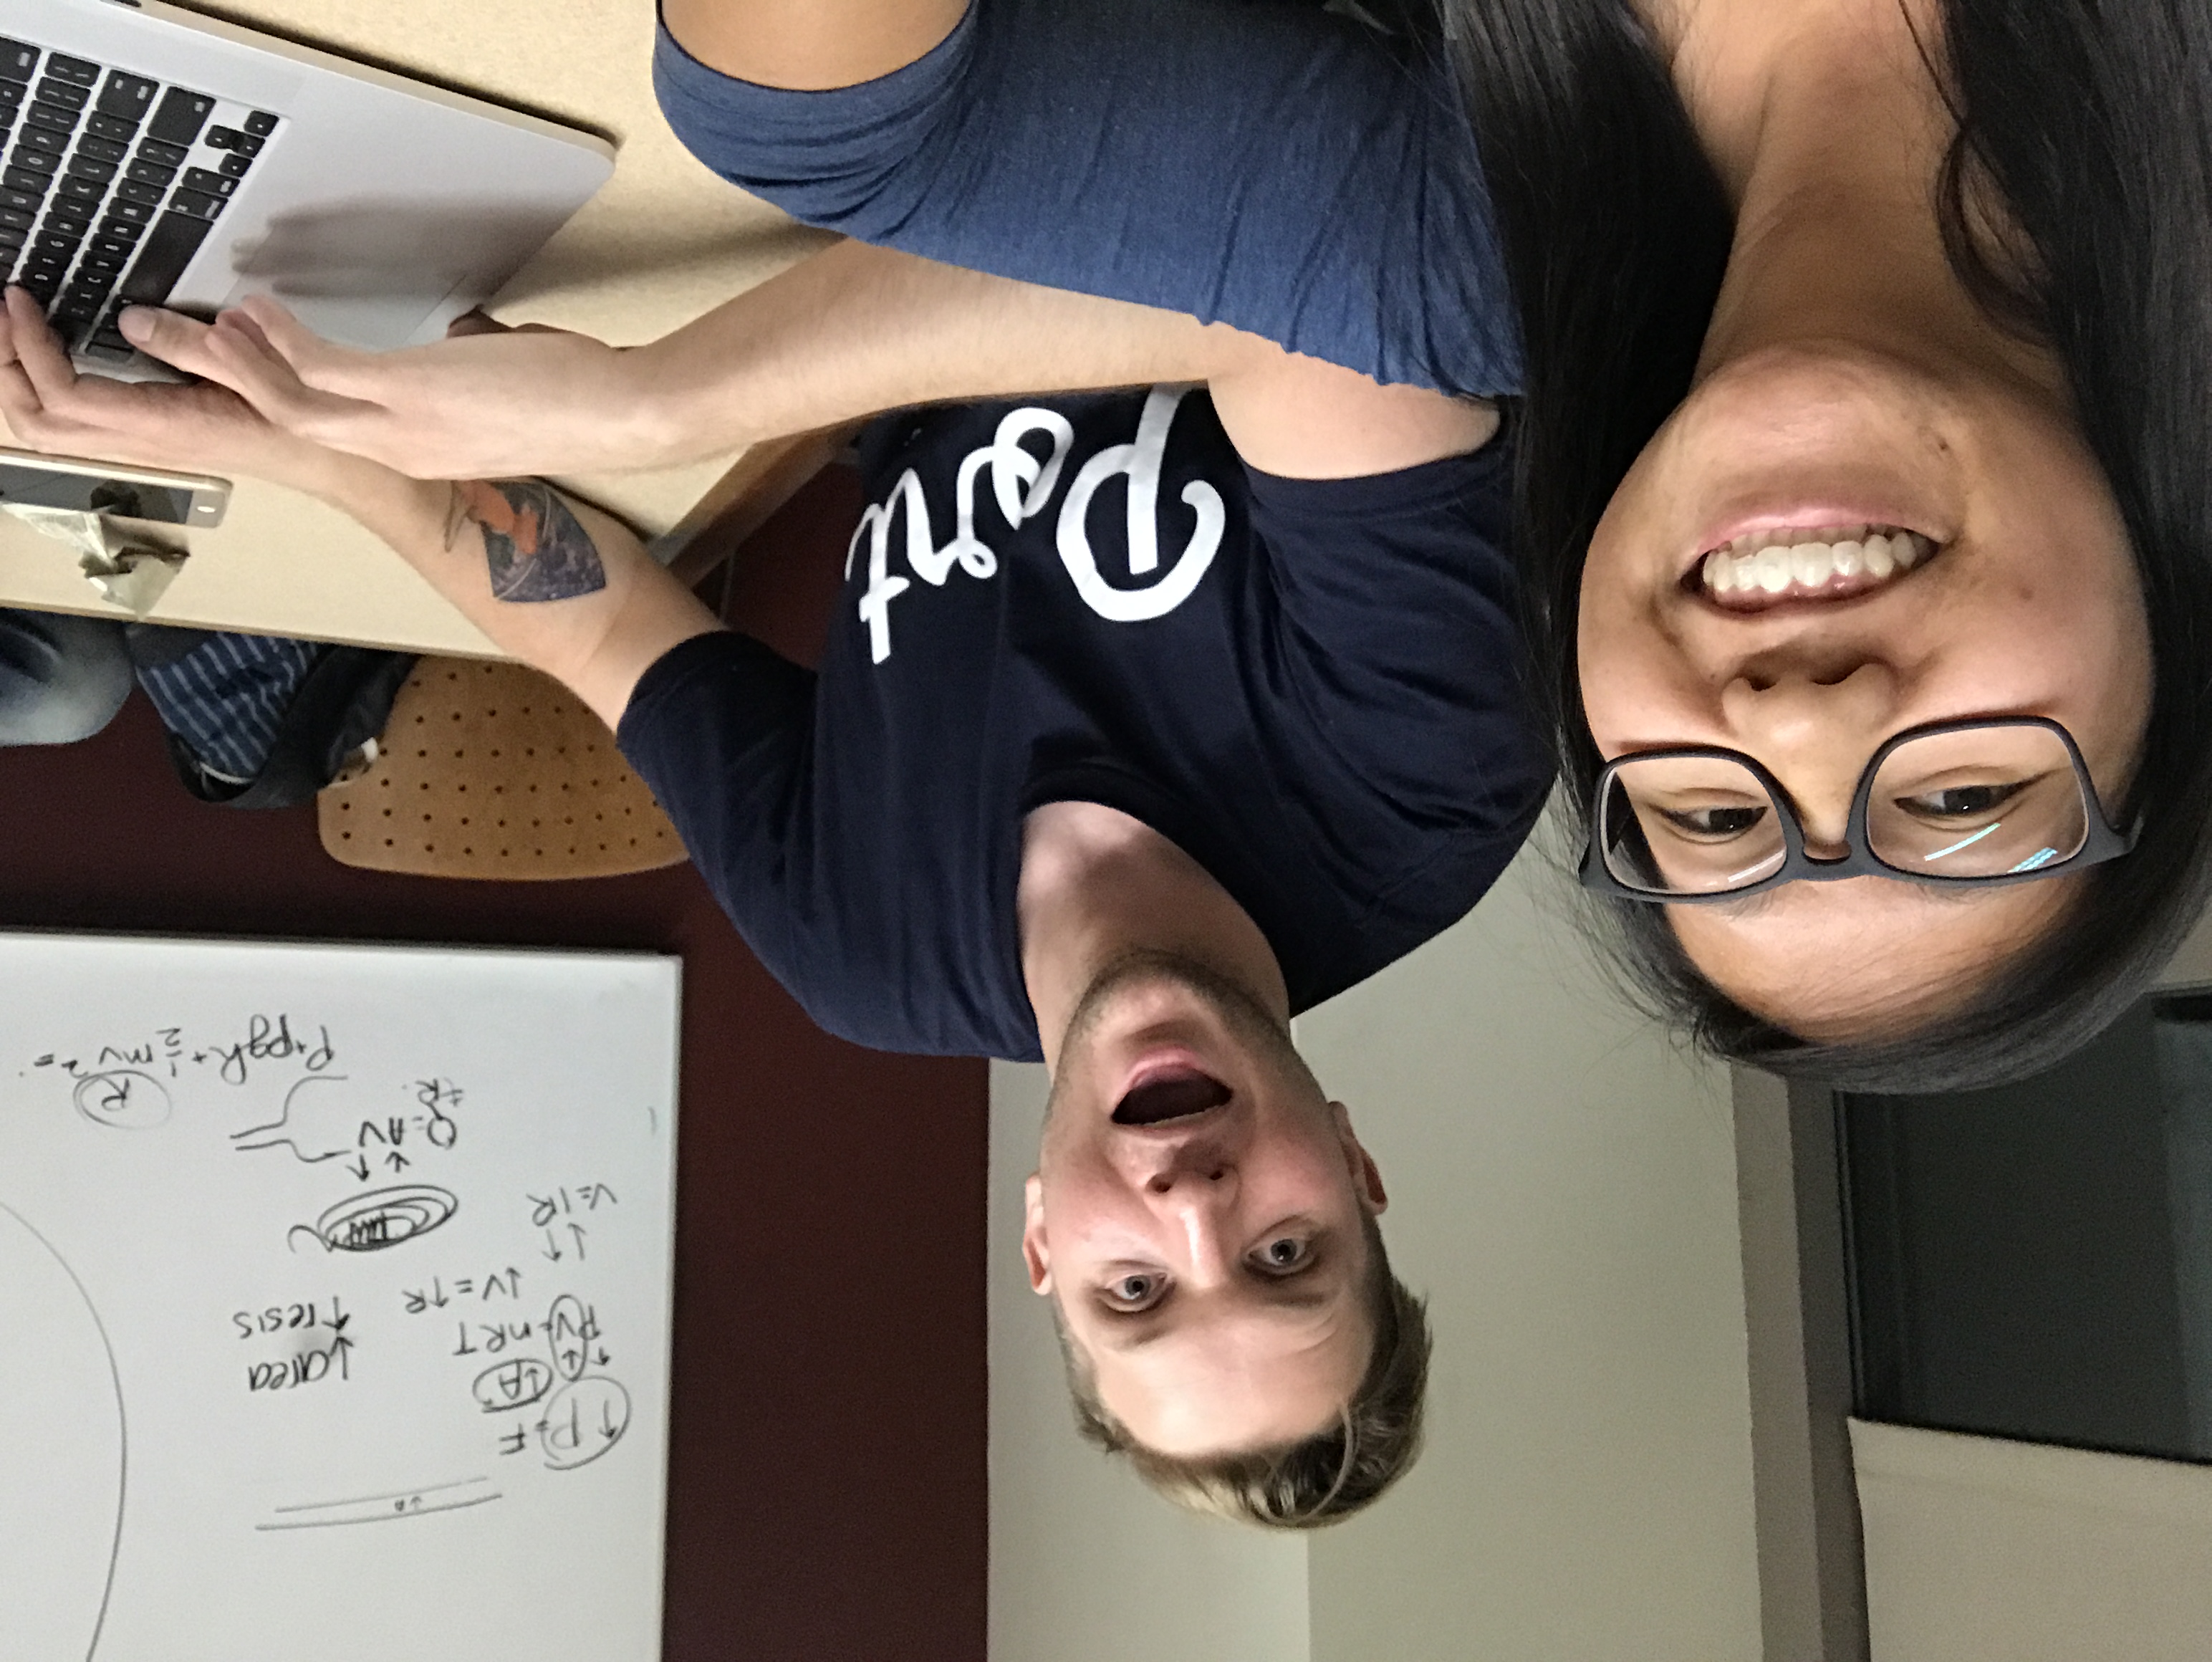 ↓A
↑P=F
↓A
↑ ↓
PV=nRT
↓V=↑R
↓ ↑
V=IR
↓area
↑resis
↓ ↑
Q=AV
R
P+ρgh+½mv²=
Port